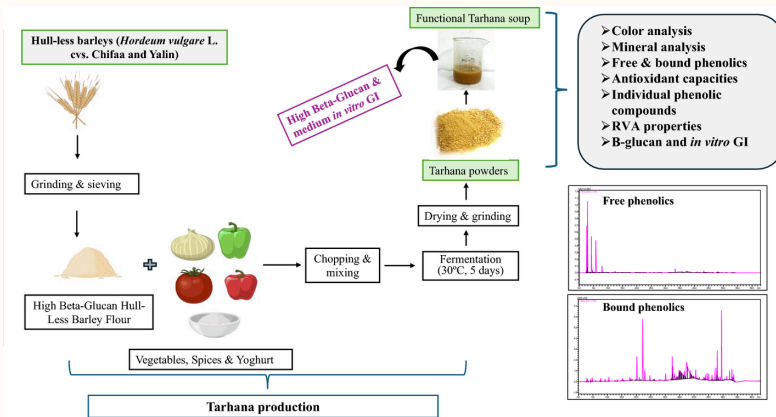 Hull-less barleys (Hordeum vulgare L.
cvs. Chifaa and Yalin)
Grinding & sieving
High Beta-Glucan Hull-
Less Barley Flour
Vegetables, Spices & Yoghurt
Chopping &
mixing
Fermentation
(30°C, 5 days)
Drying & grinding
Tarhana powders
Functional Tarhana soup
High Beta-Glucan &
medium in vitro GI
Tarhana production
➢Color analysis
➢Mineral analysis
➢Free & bound phenolics
➢Antioxidant capacities
➢Individual phenolic
compounds
➢RVA properties
➢B-glucan and in vitro GI
Free phenolics
Bound phenolics